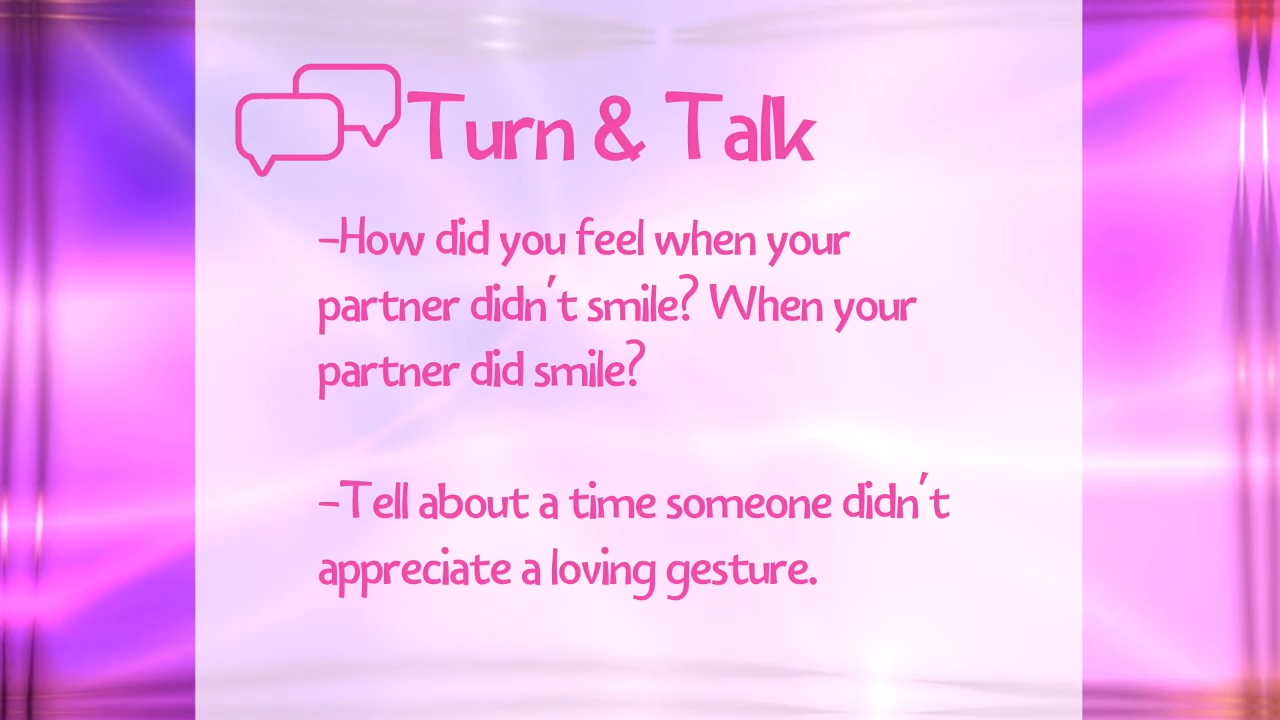 Turn & Talk
-How did you feel when your
partner didn't smile? When your
partner did smile?
-Tell about a time someone didn't
appreciate a loving gesture.